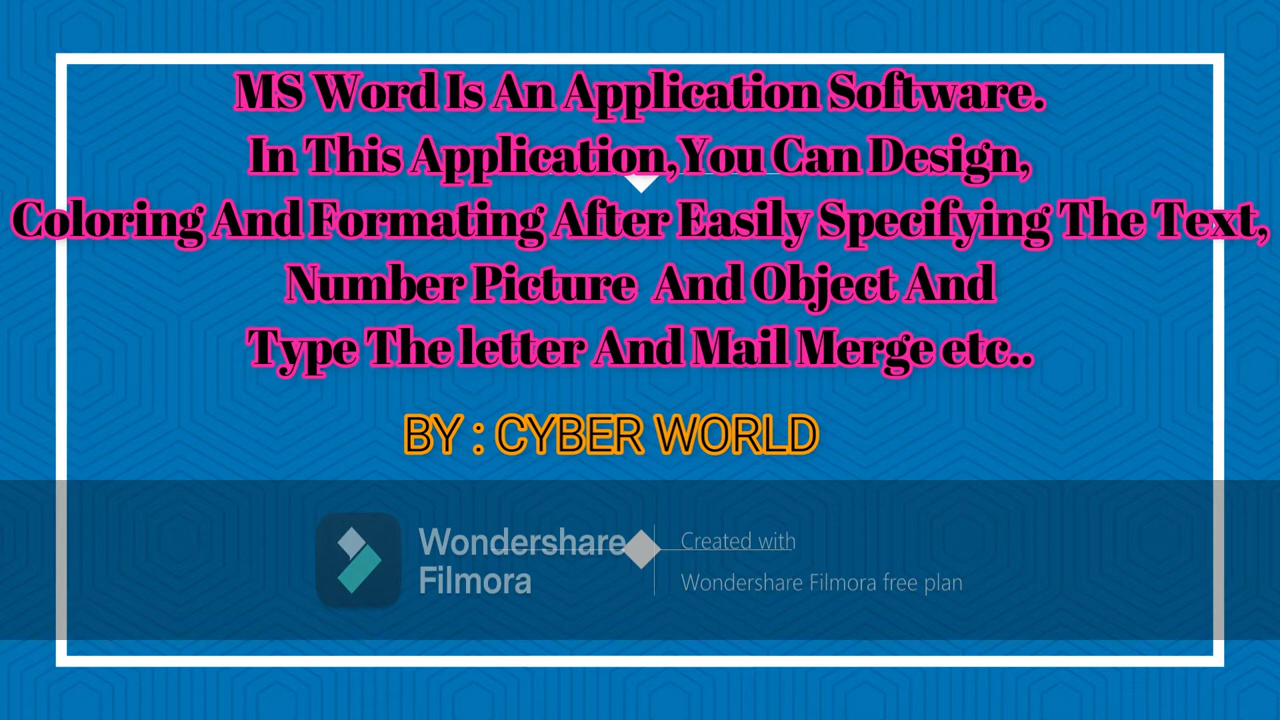 MS Word Is An Application Software.
In This Application,You Can Design,
Coloring And Formating After Easily Specifying The Text,
Number Picture And Object And
Type The letter And Mail Merge etc..
BY : CYBER WORLD
Wondershare
Filmora
Created with
Wondershare Filmora free plan